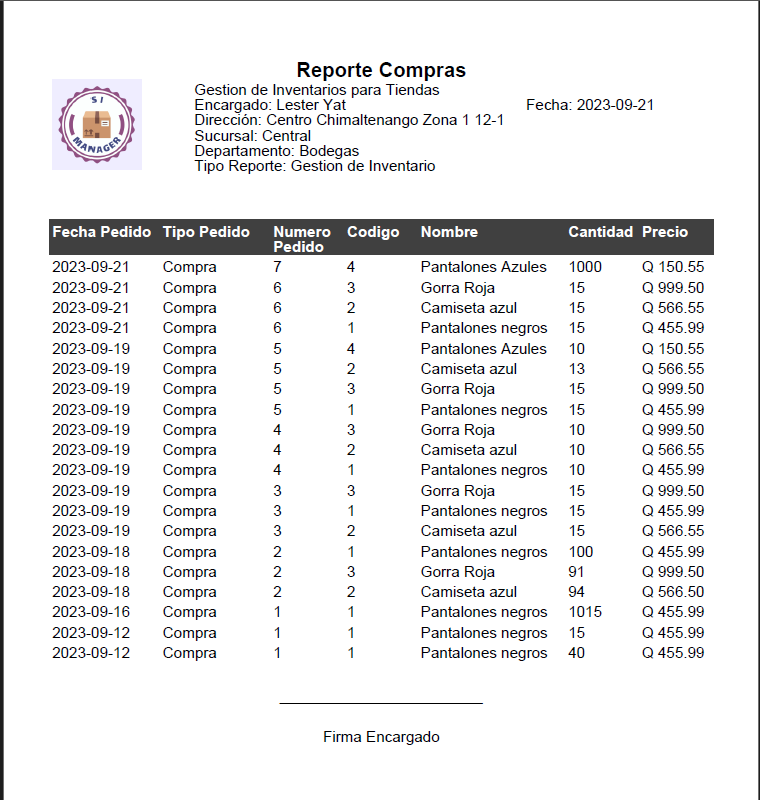 Reporte Compras
SI
MANAGER
Gestion de Inventarios para Tiendas
Encargado: Lester Yat Fecha: 2023-09-21
Dirección: Centro Chimaltenango Zona 1 12-1
Sucursal: Central
Departamento: Bodegas
Tipo Reporte: Gestion de Inventario
Fecha Pedido Tipo Pedido Numero Pedido Codigo Nombre Cantidad Precio
2023-09-21 Compra 7 4 Pantalones Azules 1000 Q 150.55
2023-09-21 Compra 6 3 Gorra Roja 15 Q 999.50
2023-09-21 Compra 6 2 Camiseta azul 15 Q 566.55
2023-09-21 Compra 6 1 Pantalones negros 15 Q 455.99
2023-09-19 Compra 5 4 Pantalones Azules 10 Q 150.55
2023-09-19 Compra 5 2 Camiseta azul 13 Q 566.55
2023-09-19 Compra 5 3 Gorra Roja 15 Q 999.50
2023-09-19 Compra 5 1 Pantalones negros 15 Q 455.99
2023-09-19 Compra 4 3 Gorra Roja 10 Q 999.50
2023-09-19 Compra 4 2 Camiseta azul 10 Q 566.55
2023-09-19 Compra 4 1 Pantalones negros 10 Q 455.99
2023-09-19 Compra 3 3 Gorra Roja 15 Q 999.50
2023-09-19 Compra 3 1 Pantalones negros 15 Q 455.99
2023-09-19 Compra 3 2 Camiseta azul 15 Q 566.55
2023-09-18 Compra 2 1 Pantalones negros 100 Q 455.99
2023-09-18 Compra 2 3 Gorra Roja 91 Q 999.50
2023-09-18 Compra 2 2 Camiseta azul 94 Q 566.50
2023-09-16 Compra 1 1 Pantalones negros 1015 Q 455.99
2023-09-12 Compra 1 1 Pantalones negros 15 Q 455.99
2023-09-12 Compra 1 1 Pantalones negros 40 Q 455.99
Firma Encargado